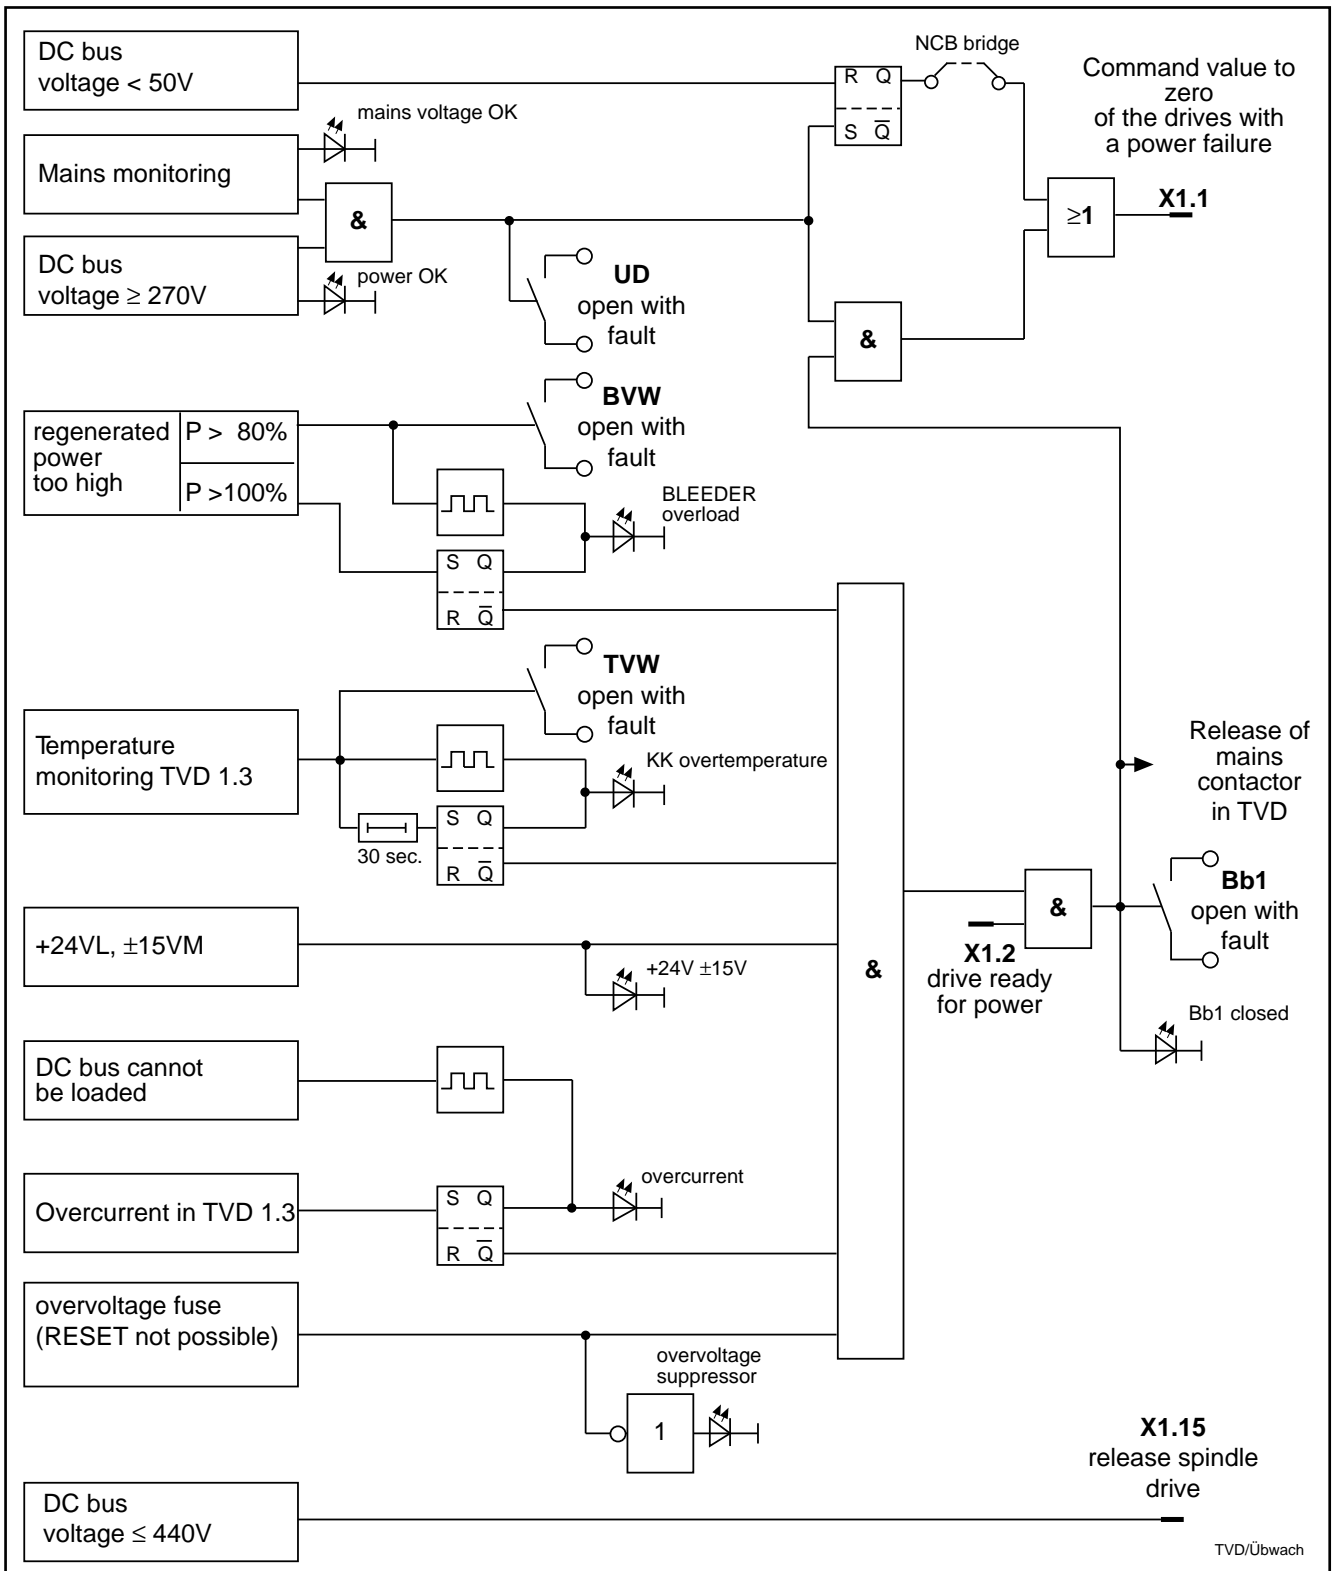 DC bus
voltage < 50V
NCB bridge
R Q
S Q̅
Command value to
zero
of the drives with
a power failure
mains voltage OK
Mains monitoring
&
≥1
X1.1
DC bus
voltage ≥ 270V
power OK
UD
open with
fault
&
regenerated
power
too high
P > 80%
P >100%
BVW
open with
fault
BLEEDER
overload
S Q
R Q̅
TVW
open with
fault
Temperature
monitoring TVD 1.3
KK overtemperature
30 sec.
S Q
R Q̅
Release of
mains
contactor
in TVD
+24VL, ±15VM
+24V ±15V
&
X1.2
drive ready
for power
&
Bb1
open with
fault
Bb1 closed
DC bus cannot
be loaded
Overcurrent in TVD 1.3
S Q
R Q̅
overcurrent
overvoltage fuse
(RESET not possible)
overvoltage
suppressor
1
X1.15
release spindle
drive
DC bus
voltage ≤ 440V
TVD/Übwach